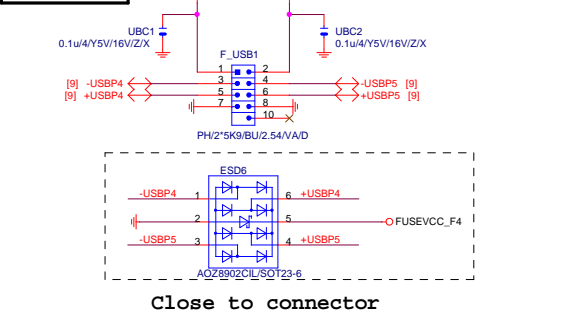 UBC1 UBC2
0.1u/4/Y5V/16V/Z/X 0.1u/4/Y5V/16V/Z/X
F_USB1
1 2
[9] -USBP4 3 4 -USBP5 [9]
[9] +USBP4 5 6 +USBP5 [9]
7 8
10
PH/2*5K9/BU/2.54/VA/D
ESD6
-USBP4 1 6 +USBP4
2 5 FUSEVCC_F4
-USBP5 3 4 +USBP5
AOZ8902CIL/SOT23-6
Close to connector